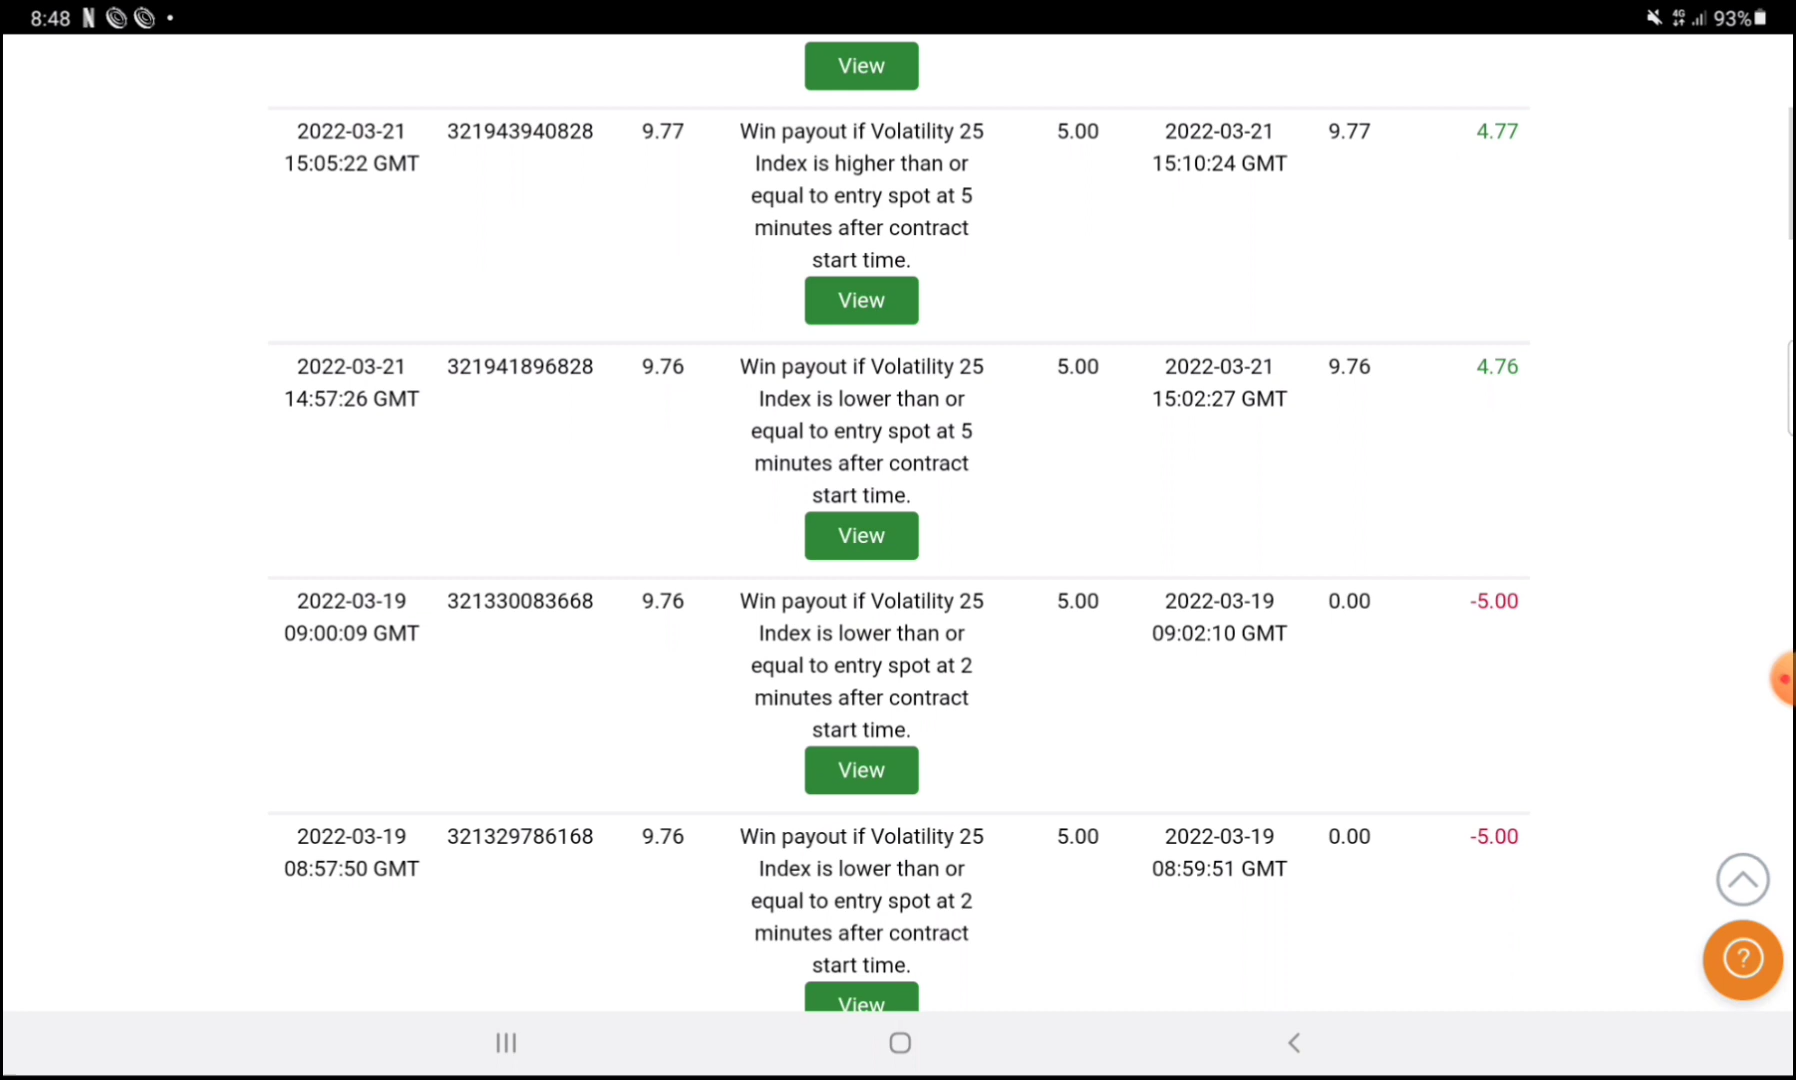 8:48
4G 93%
View
2022-03-21 321943940828 9.77 Win payout if Volatility 25 5.00 2022-03-21 9.77 4.77
15:05:22 GMT Index is higher than or 15:10:24 GMT
equal to entry spot at 5
minutes after contract
start time.
View
2022-03-21 321941896828 9.76 Win payout if Volatility 25 5.00 2022-03-21 9.76 4.76
14:57:26 GMT Index is lower than or 15:02:27 GMT
equal to entry spot at 5
minutes after contract
start time.
View
2022-03-19 321330083668 9.76 Win payout if Volatility 25 5.00 2022-03-19 0.00 -5.00
09:00:09 GMT Index is lower than or 09:02:10 GMT
equal to entry spot at 2
minutes after contract
start time.
View
2022-03-19 321329786168 9.76 Win payout if Volatility 25 5.00 2022-03-19 0.00 -5.00
08:57:50 GMT Index is lower than or 08:59:51 GMT
equal to entry spot at 2
minutes after contract
start time.
View
?